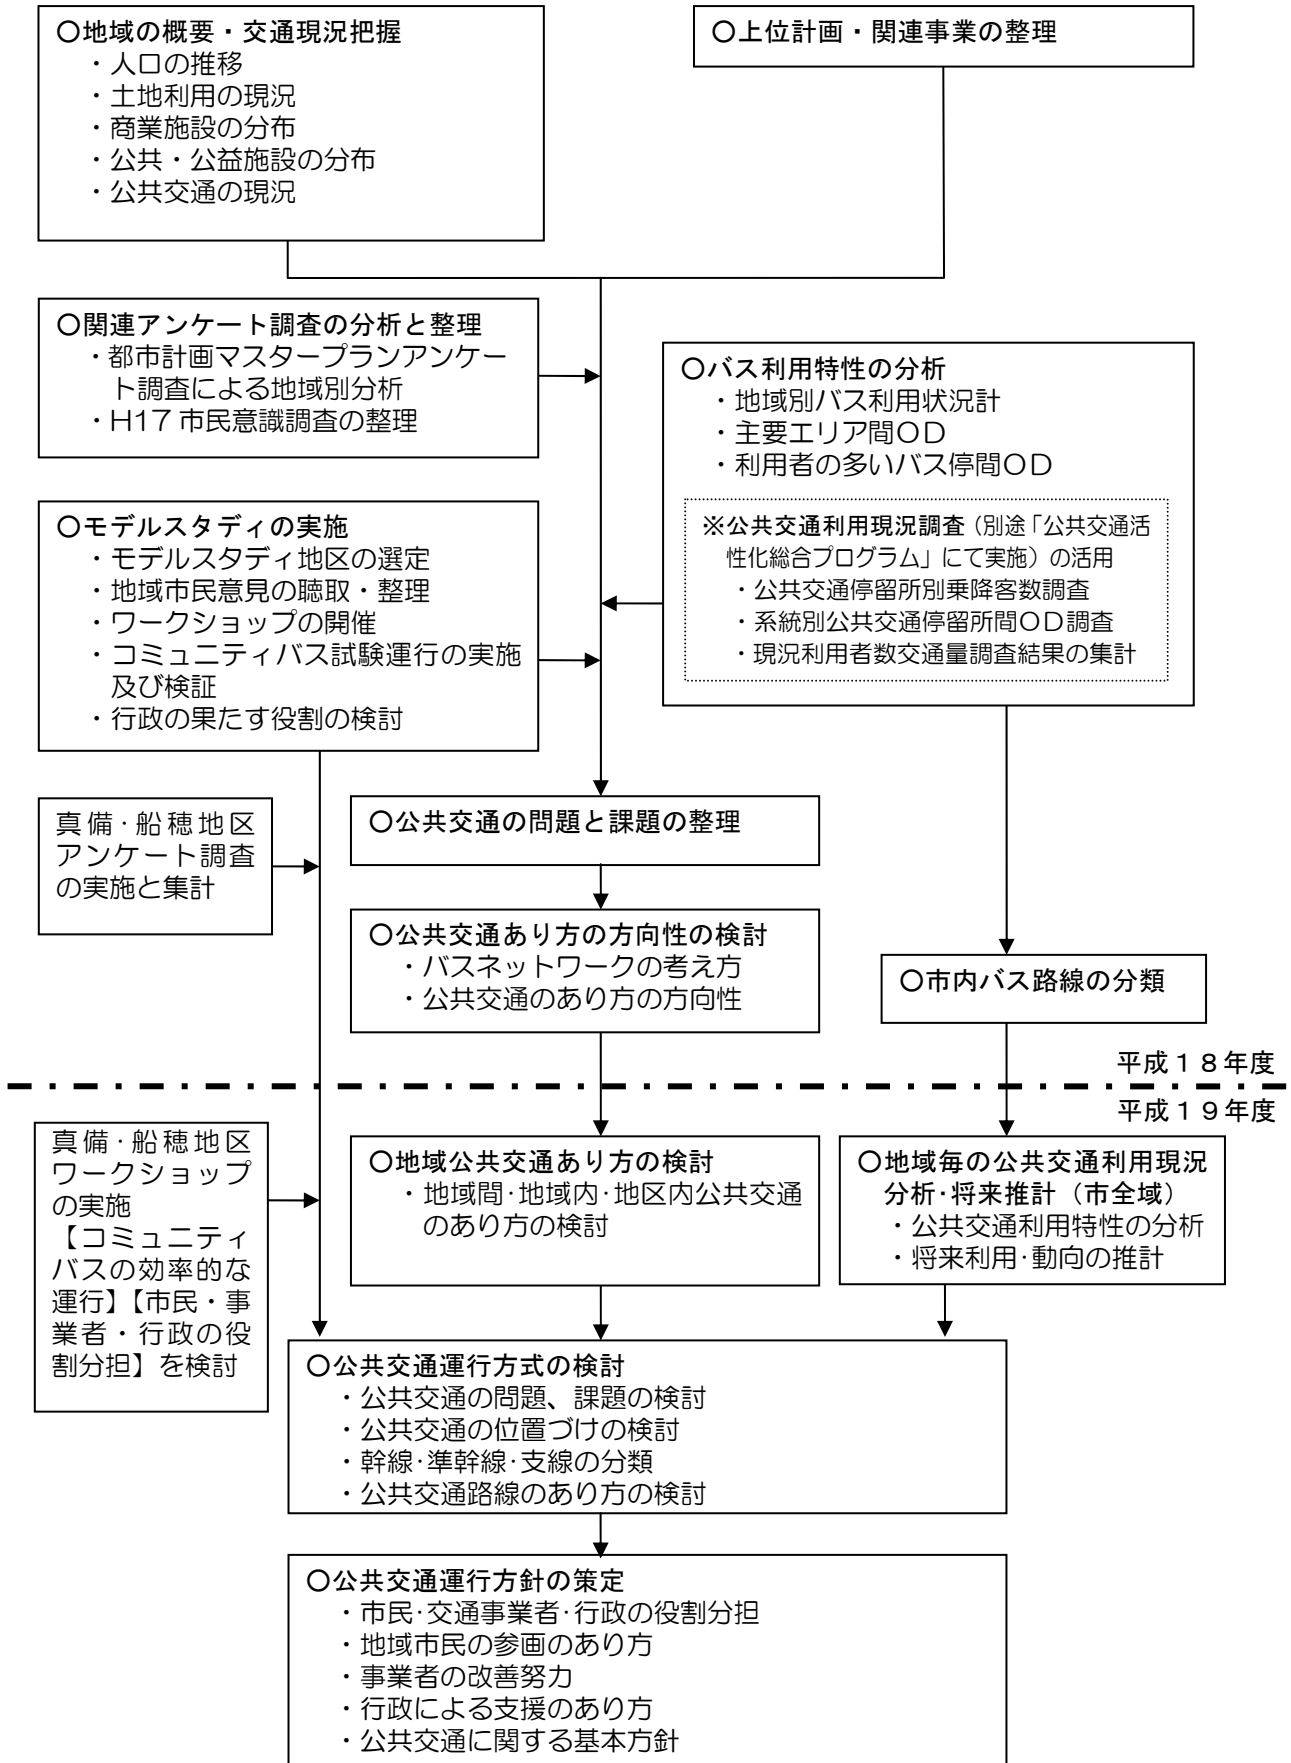 〇地域の概要・交通現況把握
・人口の推移
・土地利用の現況
・商業施設の分布
・公共・公益施設の分布
・公共交通の現況
〇上位計画・関連事業の整理
〇関連アンケート調査の分析と整理
・都市計画マスタープランアンケー
ト調査による地域別分析
・H17 市民意識調査の整理
〇バス利用特性の分析
・地域別バス利用状況計
・主要エリア間ＯＤ
・利用者の多いバス停間ＯＤ
※公共交通利用現況調査（別途「公共交通活
性化総合プログラム」にて実施）の活用
・公共交通停留所別乗降客数調査
・系統別公共交通停留所間ＯＤ調査
・現況利用者数交通量調査結果の集計
〇モデルスタディの実施
・モデルスタディ地区の選定
・地域市民意見の聴取・整理
・ワークショップの開催
・コミュニティバス試験運行の実施
及び検証
・行政の果たす役割の検討
真備･船穂地区
アンケート調査
の実施と集計
〇公共交通の問題と課題の整理
〇公共交通あり方の方向性の検討
・バスネットワークの考え方
・公共交通のあり方の方向性
〇市内バス路線の分類
平成１８年度
平成１９年度
真備･船穂地区
ワークショップ
の実施
【コミュニティ
バスの効率的な
運行】【市民・事
業者・行政の役
割分担】を検討
〇地域公共交通あり方の検討
・地域間･地域内･地区内公共交通
のあり方の検討
〇地域毎の公共交通利用現況
分析･将来推計（市全域）
・公共交通利用特性の分析
・将来利用･動向の推計
〇公共交通運行方式の検討
・公共交通の問題、課題の検討
・公共交通の位置づけの検討
・幹線･準幹線･支線の分類
・公共交通路線のあり方の検討
〇公共交通運行方針の策定
・市民･交通事業者･行政の役割分担
・地域市民の参画のあり方
・事業者の改善努力
・行政による支援のあり方
・公共交通に関する基本方針